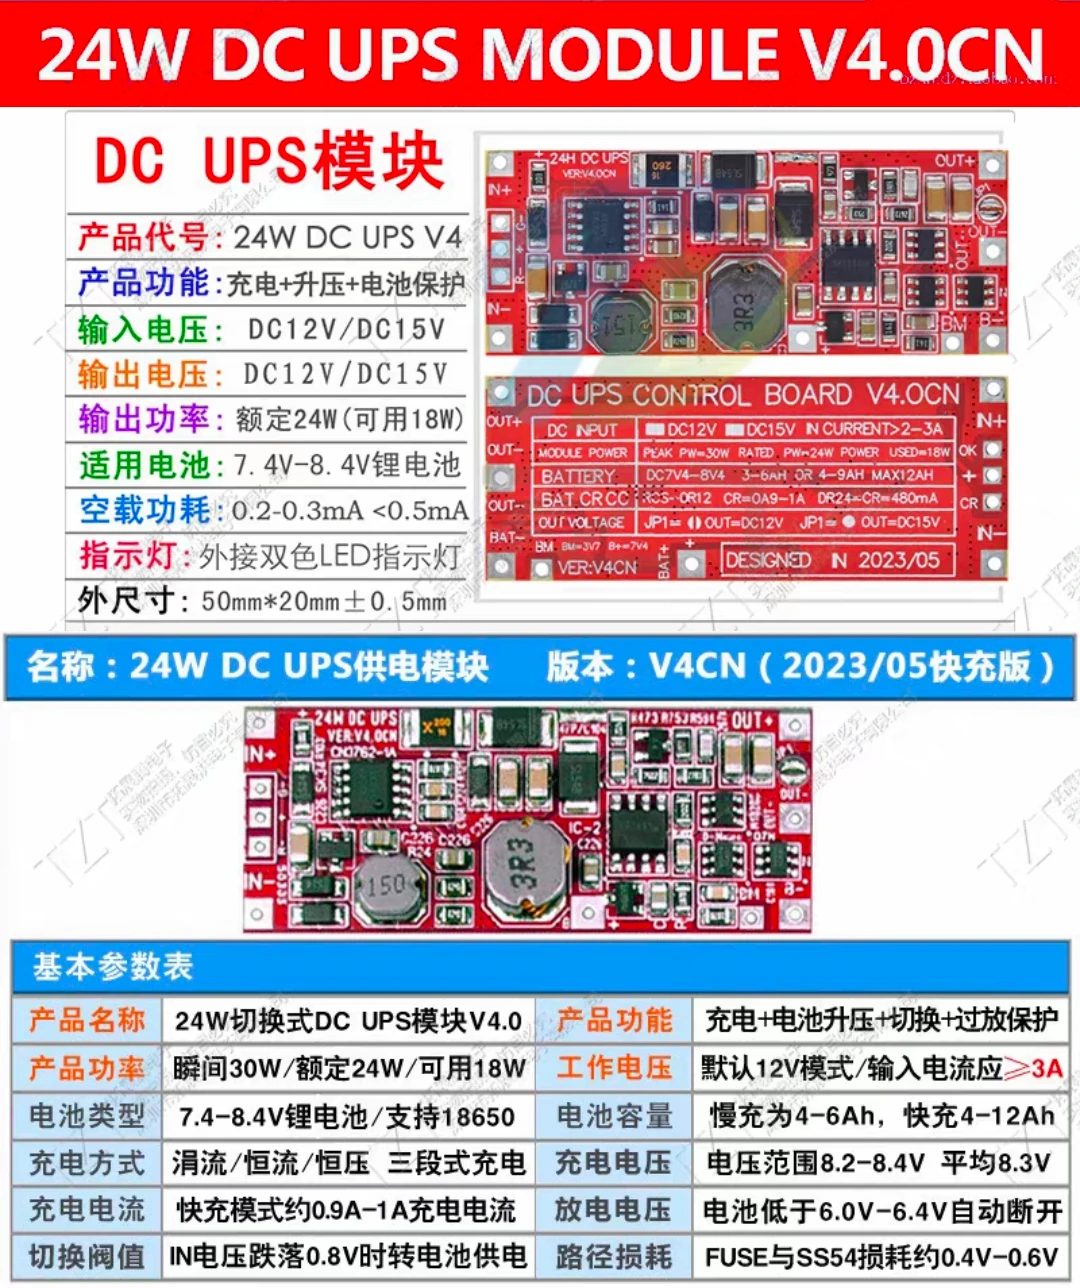 24W DC UPS MODULE V4.0CN
DC UPS模块
产品代号: 24W DC UPS V4
产品功能: 充电+升压+电池保护
输入电压: DC12V/DC15V
输出电压: DC12V/DC15V
输出功率: 额定24W(可用18W)
适用电池: 7.4V-8.4V锂电池
空载功耗: 0.2-0.3mA <0.5mA
指示灯: 外接双色LED指示灯
外尺寸: 50mm*20mm±0.5mm
24H DC UPS
VER:V4.0CN
OUT+
IN+
IN-
OUT-
OUT-
BM
B-
151
3R3
DC UPS CONTROL BOARD V4.0CN
OUT+
IN+
DC INPUT DC12V DC15V IN CURRENT>2-3A
OUT-
OK
MODULE POWER PEAK PW=30W RATED PW=24W POWER USED=18W
BATTERY DC7V4-8V4 3-6AH OR 4-9AH MAX12AH
+
BAT CR CC CR=0A9-1A DR24=CR=480mA
CR
OUT-
OUT VOLTAGE JP1= OUT=DC12V JP1= OUT=DC15V
BAT-
IN-
BM BM=3V7 B+=7V4
VER:V4CN
BAT+
DESIGNED IN 2023/05
名称：24W DC UPS供电模块 版本：V4CN（2023/05快充版）
24W DC UPS
VER:V4.0CN
CN3762-1A
OUT+
IN+
OUT-
IC-2
C226
C226
R24
C226
IN-
150
3R3
B-
基本参数表
产品名称 24W切换式DC UPS模块V4.0 产品功能 充电+电池升压+切换+过放保护
产品功率 瞬间30W/额定24W/可用18W 工作电压 默认12V模式/输入电流应≥3A
电池类型 7.4-8.4V锂电池/支持18650 电池容量 慢充为4-6Ah，快充4-12Ah
充电方式 涓流/恒流/恒压 三段式充电 充电电压 电压范围8.2-8.4V 平均8.3V
充电电流 快充模式约0.9A-1A充电电流 放电电压 电池低于6.0V-6.4V自动断开
切换阀值 IN电压跌落0.8V时转电池供电 路径损耗 FUSE与SS54损耗约0.4V-0.6V